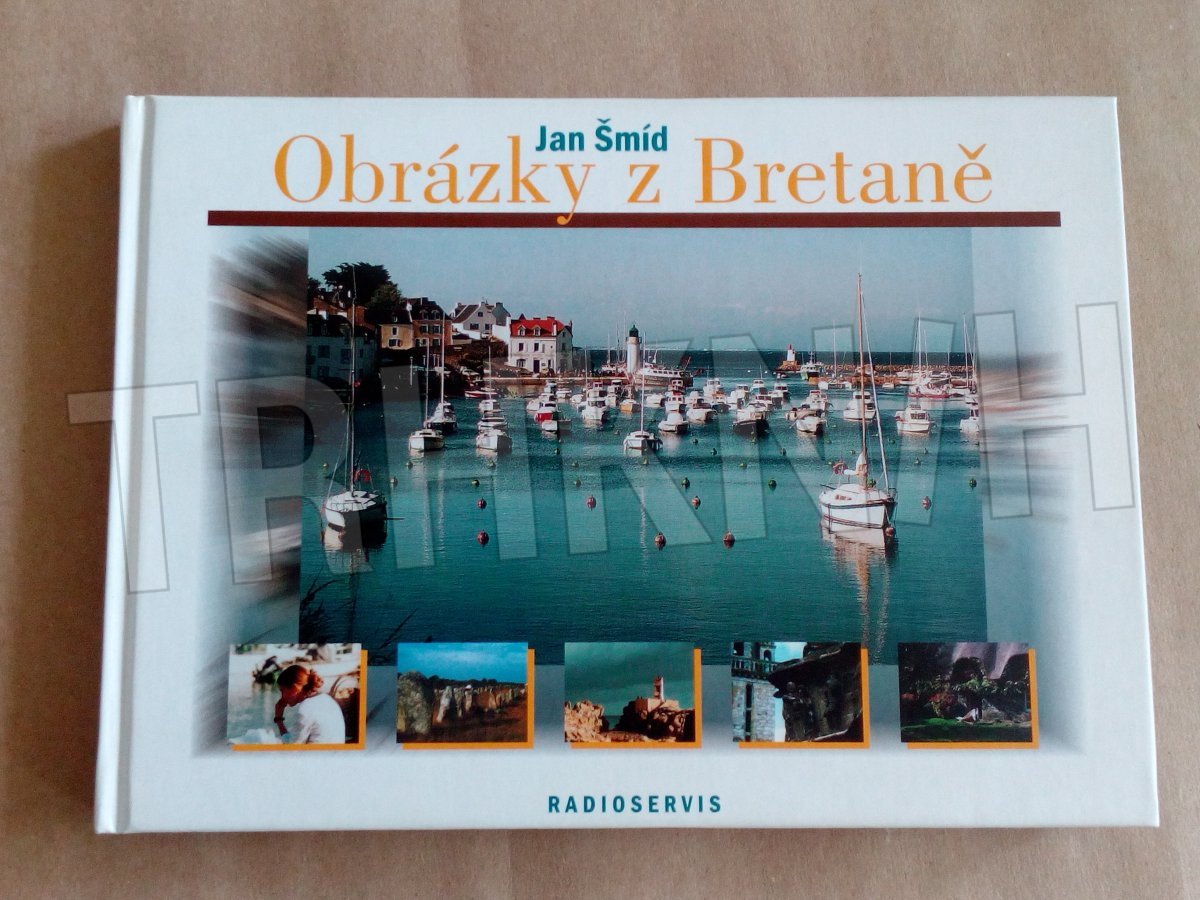 Jan Šmíd
Obrázky z Bretaně
RADIOSERVIS